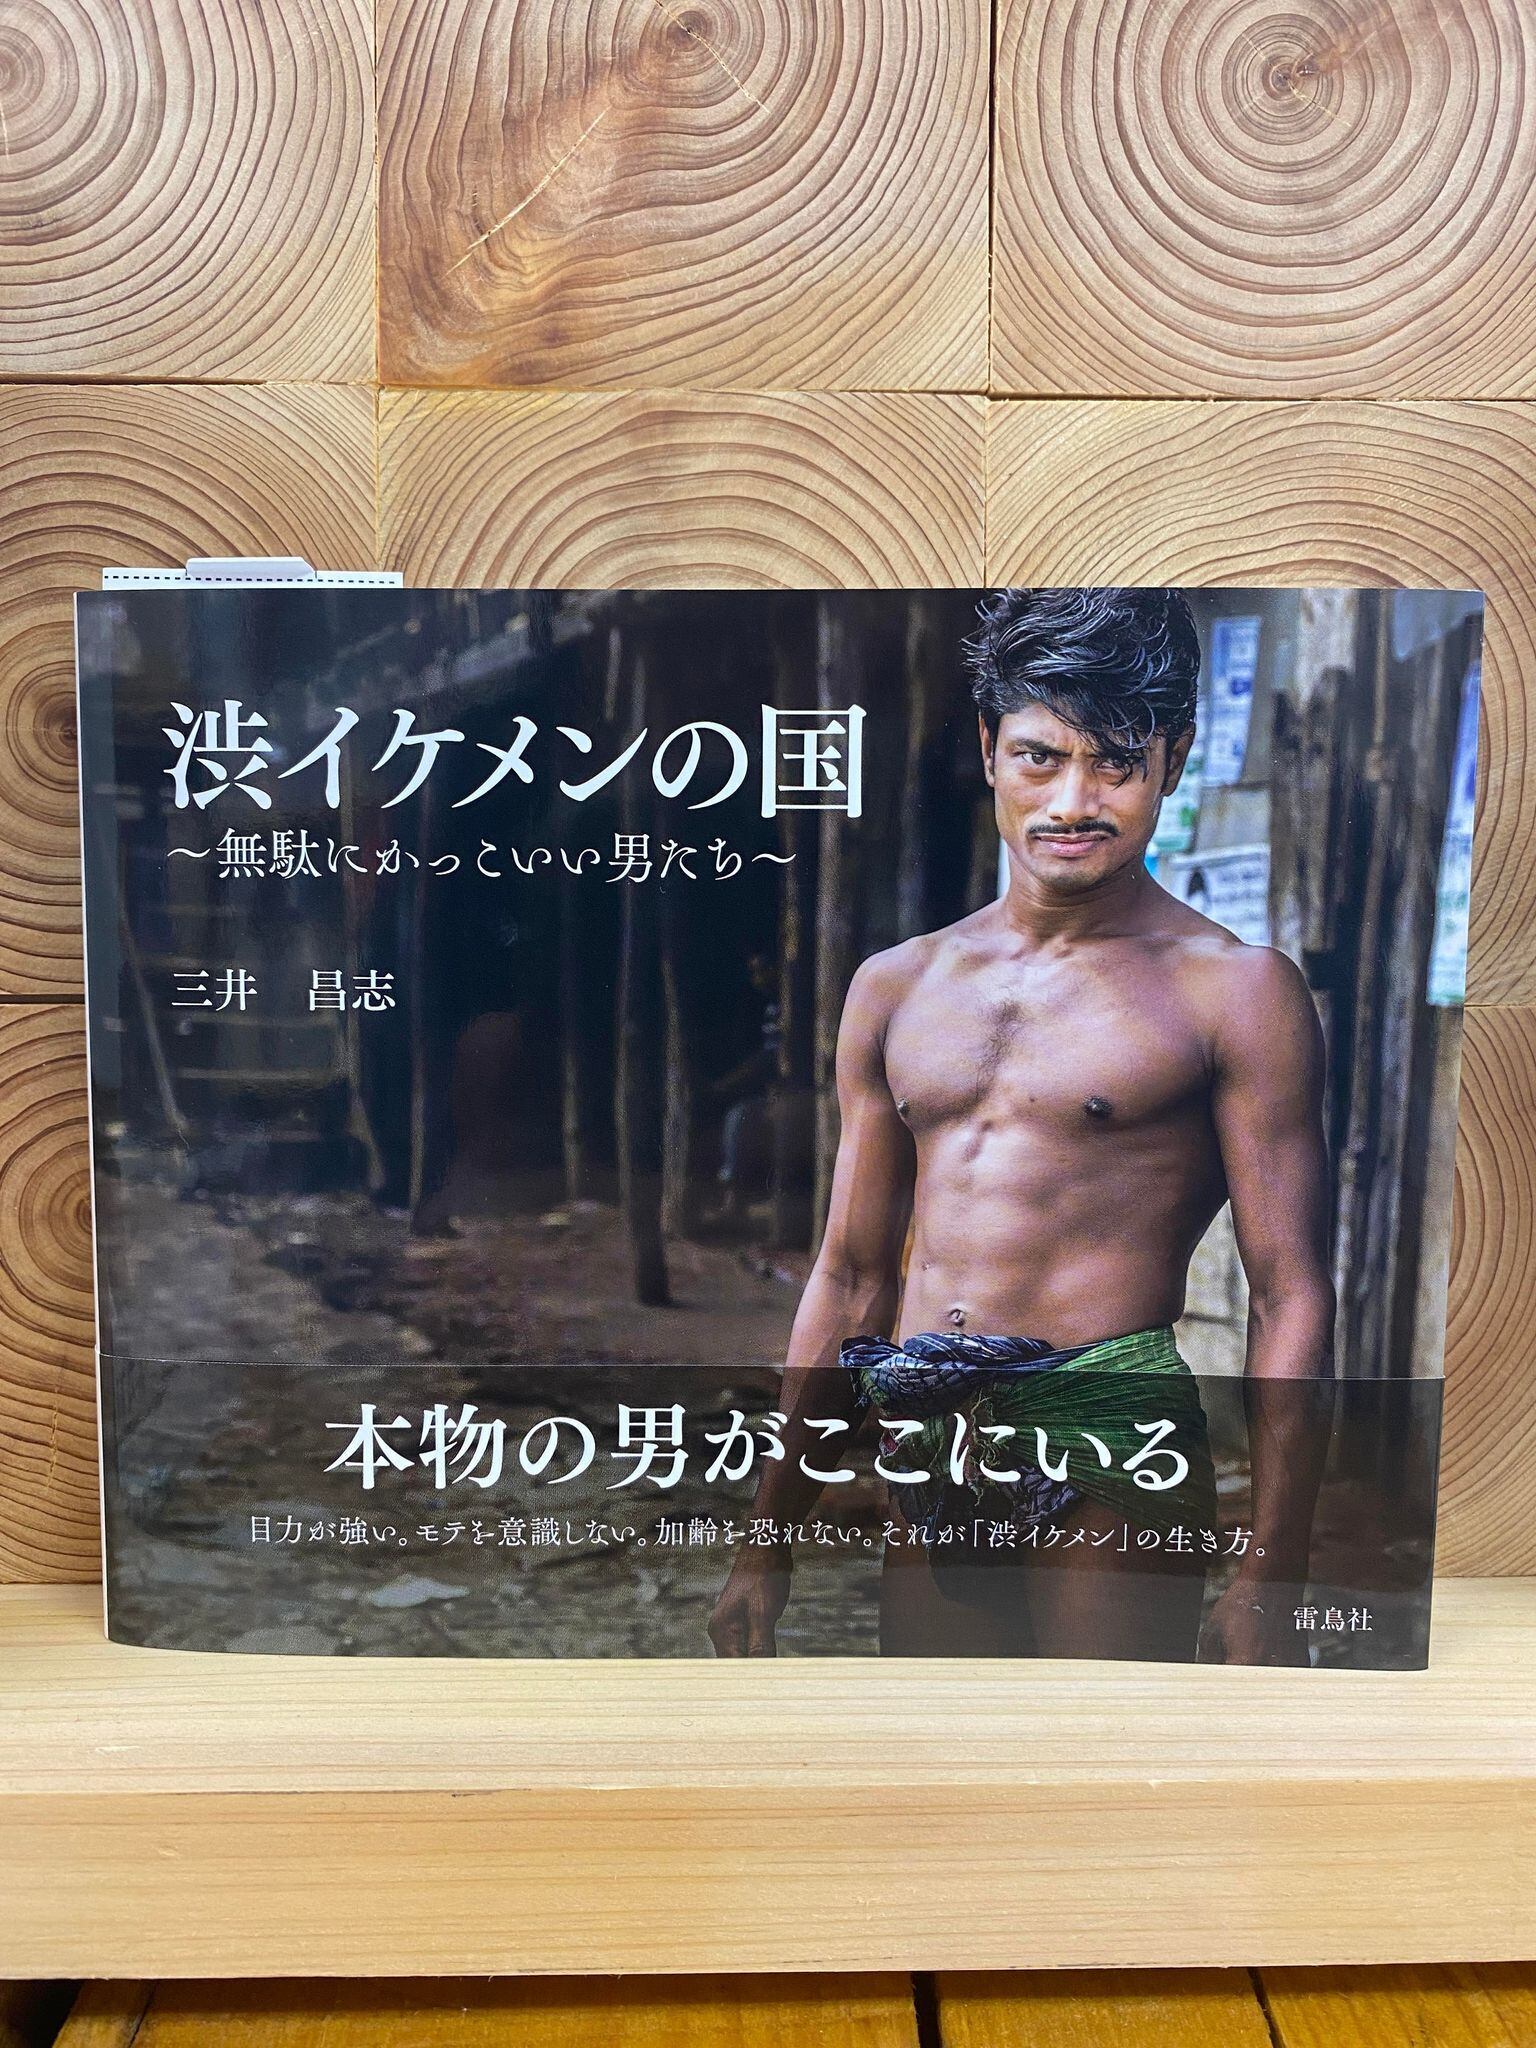 渋イケメンの国
～無駄にかっこいい男たち～
三井 昌志
本物の男がここにいる
目力が強い。モテを意識しない。加齢を恐れない。それが「渋イケメン」の生き方。
雷鳥社